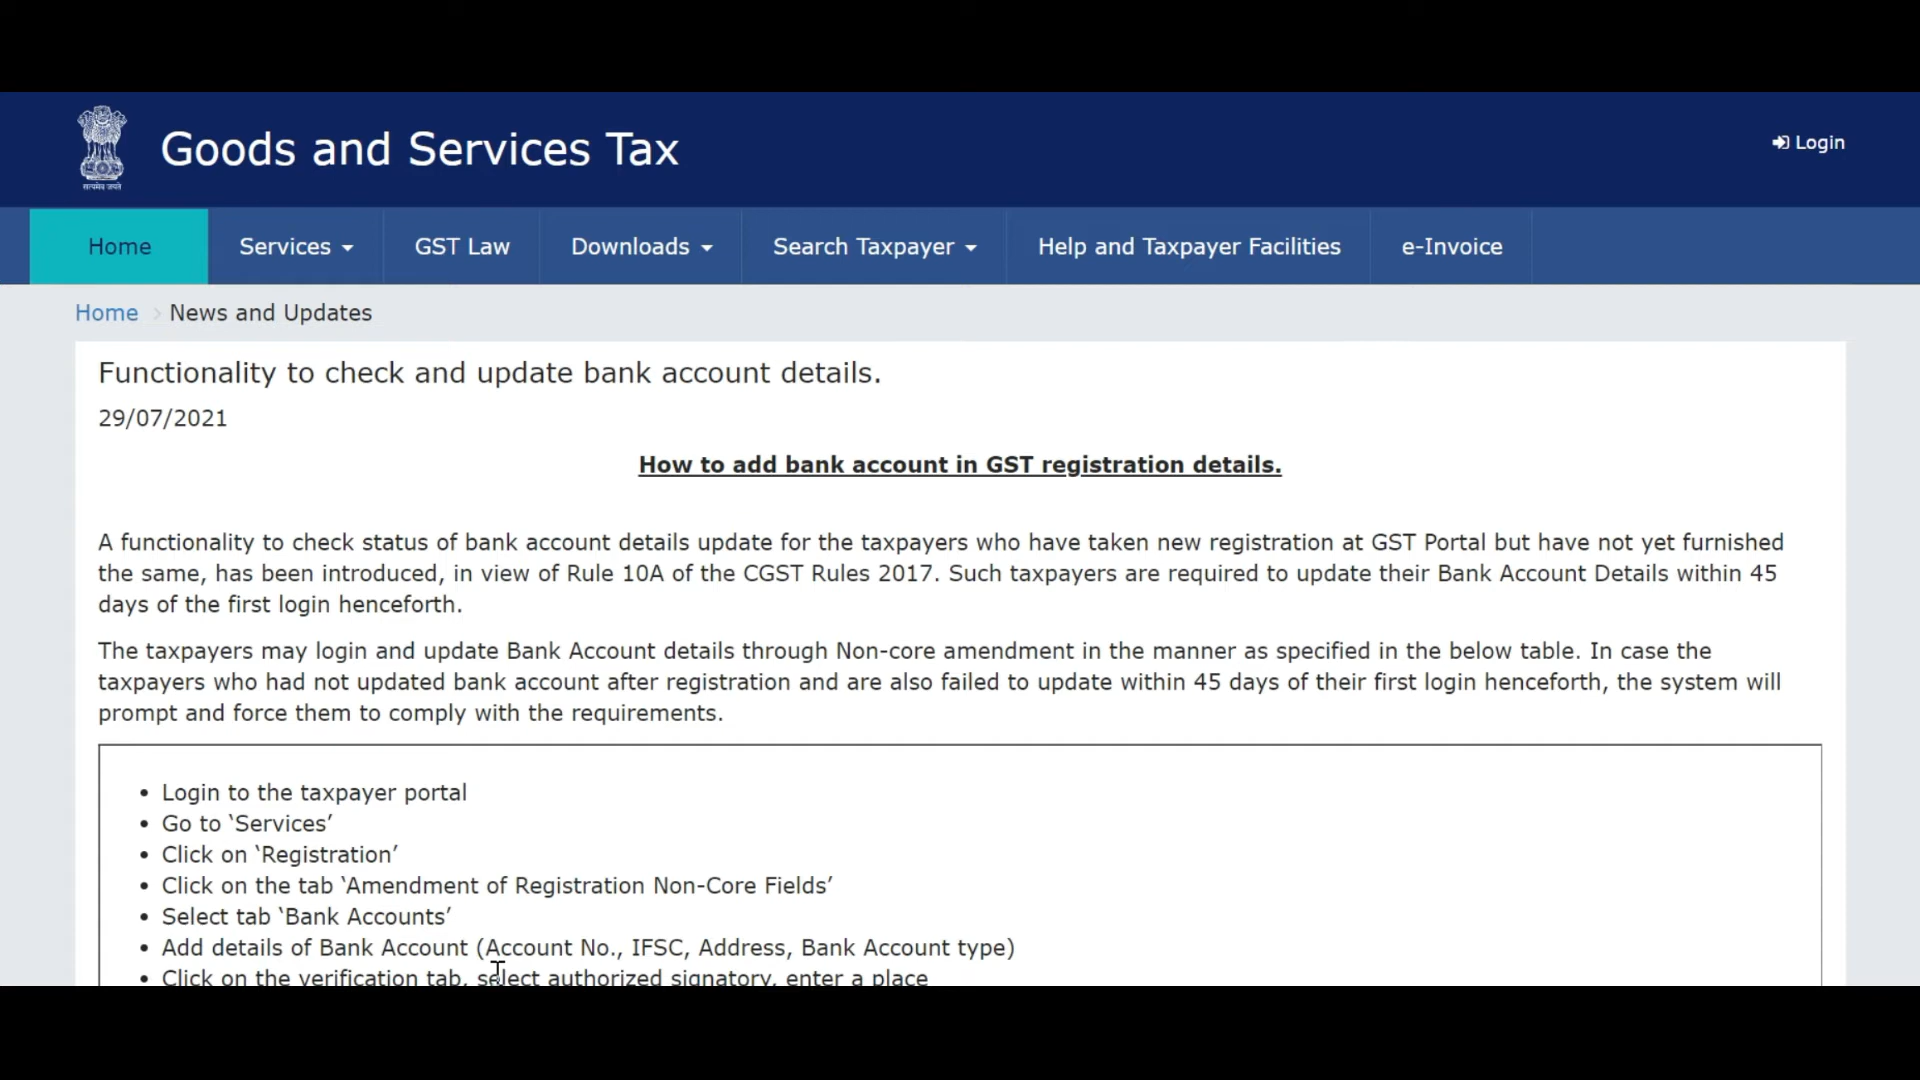 सत्यमेव जयते
Goods and Services Tax
Login
Home
Services
GST Law
Downloads
Search Taxpayer
Help and Taxpayer Facilities
e-Invoice
Home > News and Updates
Functionality to check and update bank account details.
29/07/2021
How to add bank account in GST registration details.
A functionality to check status of bank account details update for the taxpayers who have taken new registration at GST Portal but have not yet furnished
the same, has been introduced, in view of Rule 10A of the CGST Rules 2017. Such taxpayers are required to update their Bank Account Details within 45
days of the first login henceforth.
The taxpayers may login and update Bank Account details through Non-core amendment in the manner as specified in the below table. In case the
taxpayers who had not updated bank account after registration and are also failed to update within 45 days of their first login henceforth, the system will
prompt and force them to comply with the requirements.
• Login to the taxpayer portal
• Go to ‘Services’
• Click on ‘Registration’
• Click on the tab ‘Amendment of Registration Non-Core Fields’
• Select tab ‘Bank Accounts’
• Add details of Bank Account (Account No., IFSC, Address, Bank Account type)
• Click on the verification tab, select authorized signatory, enter a place